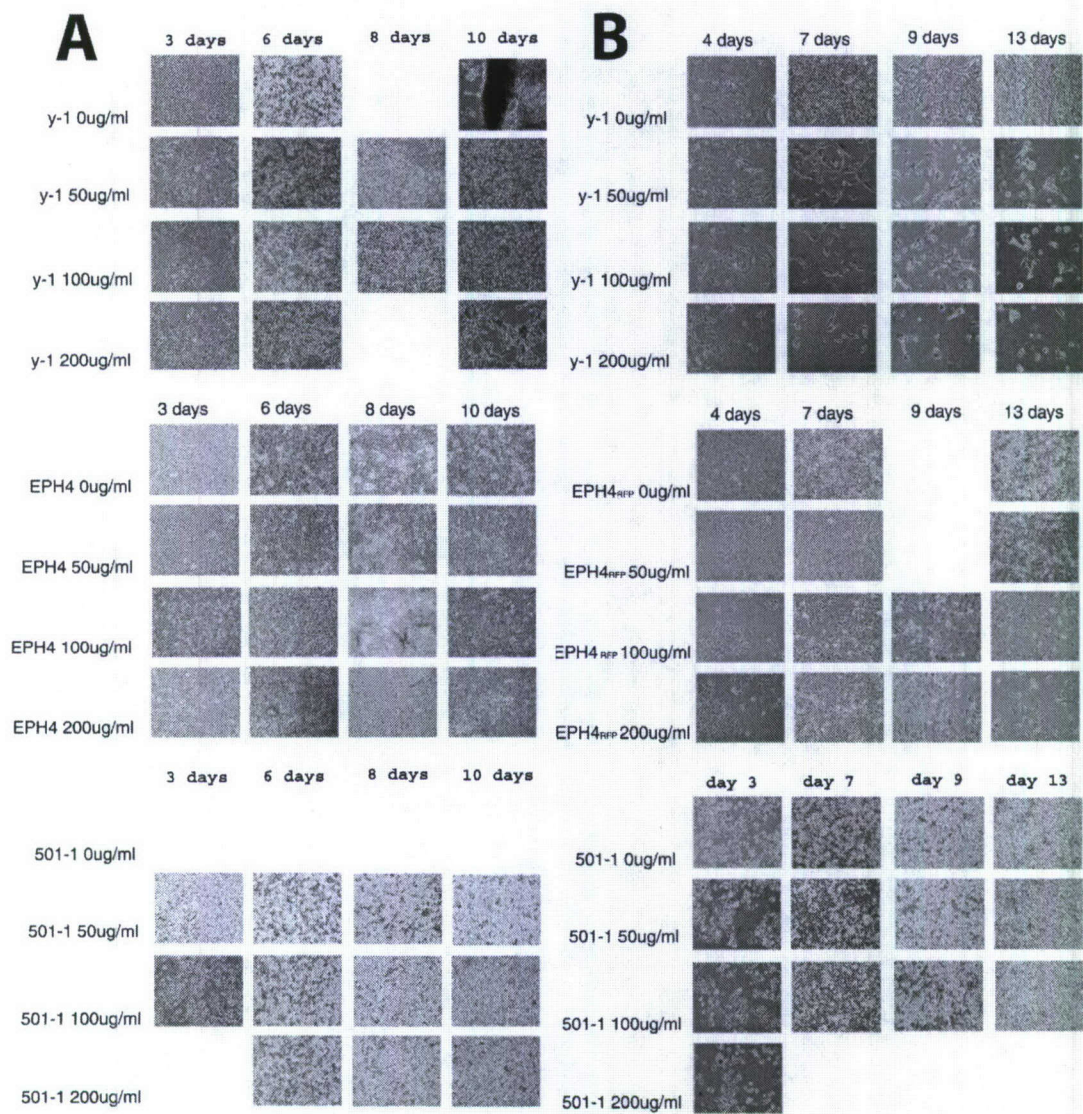 A
3 days 6 days 8 days 10 days
y-1 0ug/ml
y-1 50ug/ml
y-1 100ug/ml
y-1 200ug/ml
3 days 6 days 8 days 10 days
EPH4 0ug/ml
EPH4 50ug/ml
EPH4 100ug/ml
EPH4 200ug/ml
3 days 6 days 8 days 10 days
501-1 0ug/ml
501-1 50ug/ml
501-1 100ug/ml
501-1 200ug/ml
B
4 days 7 days 9 days 13 days
y-1 0ug/ml
y-1 50ug/ml
y-1 100ug/ml
y-1 200ug/ml
4 days 7 days 9 days 13 days
EPH4RFP 0ug/ml
EPH4RFP 50ug/ml
EPH4 RFP 100ug/ml
EPH4RFP 200ug/ml
day 3 day 7 day 9 day 13
501-1 0ug/ml
501-1 50ug/ml
501-1 100ug/ml
501-1 200ug/ml